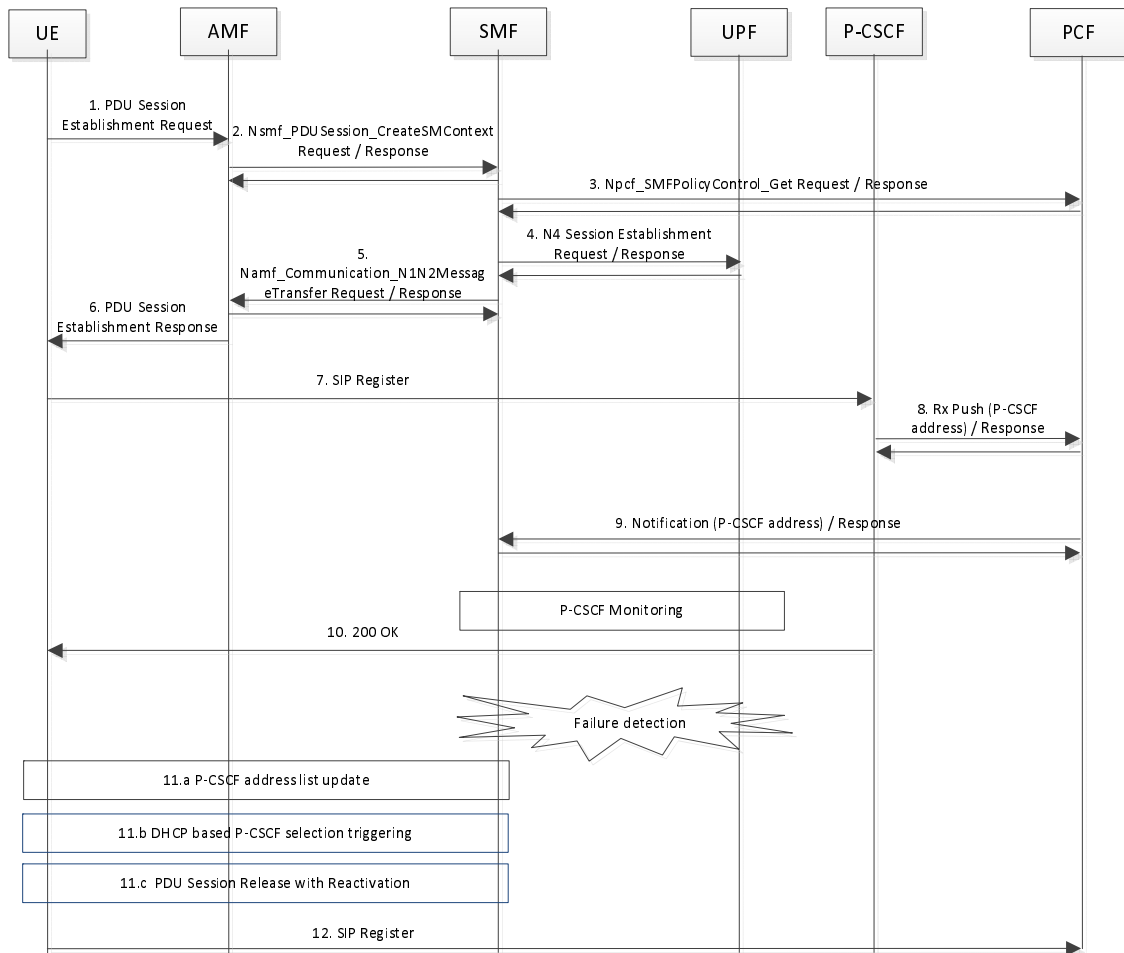 UE
AMF
SMF
UPF
P-CSCF
PCF
1. PDU Session
Establishment Request
2. Nsmf_PDUSession_CreateSMContext
Request / Response
3. Npcf_SMFPolicyControl_Get Request / Response
4. N4 Session Establishment
Request / Response
5.
Namf_Communication_N1N2Messag
eTransfer Request / Response
6. PDU Session
Establishment Response
7. SIP Register
8. Rx Push (P-CSCF
address) / Response
9. Notification (P-CSCF address) / Response
P-CSCF Monitoring
10. 200 OK
Failure detection
11.a P-CSCF address list update
11.b DHCP based P-CSCF selection triggering
11.c PDU Session Release with Reactivation
12. SIP Register